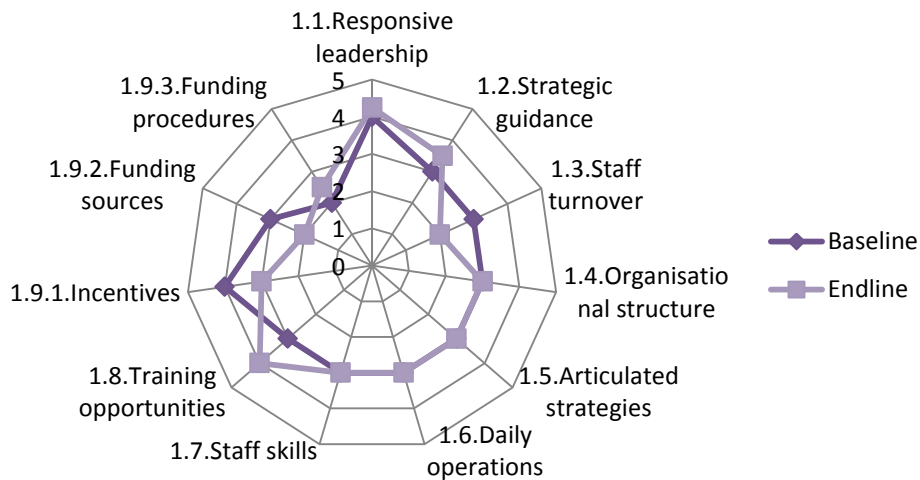 1.1.Responsive
leadership
1.2.Strategic
guidance
1.3.Staff
turnover
1.4.Organisatio
nal structure
1.5.Articulated
strategies
1.6.Daily
operations
1.7.Staff skills
1.8.Training
opportunities
1.9.1.Incentives
1.9.2.Funding
sources
1.9.3.Funding
procedures
5
4
3
2
1
0
Baseline
Endline